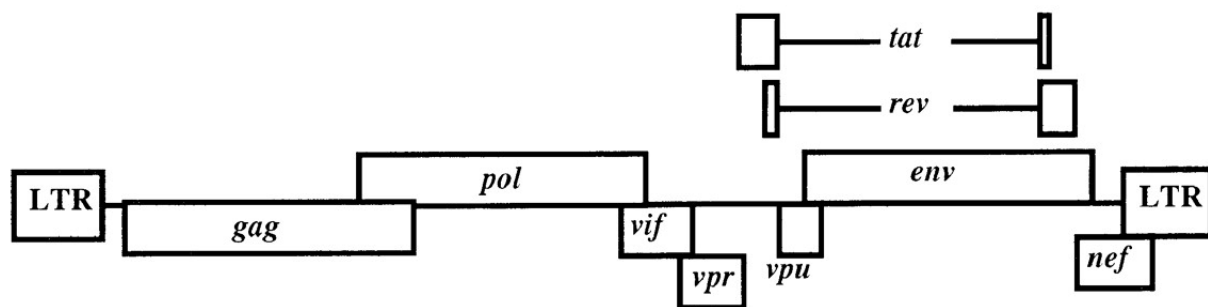 tat
rev
pol
env
LTR
LTR
gag
vif
nef
vpr
vpu